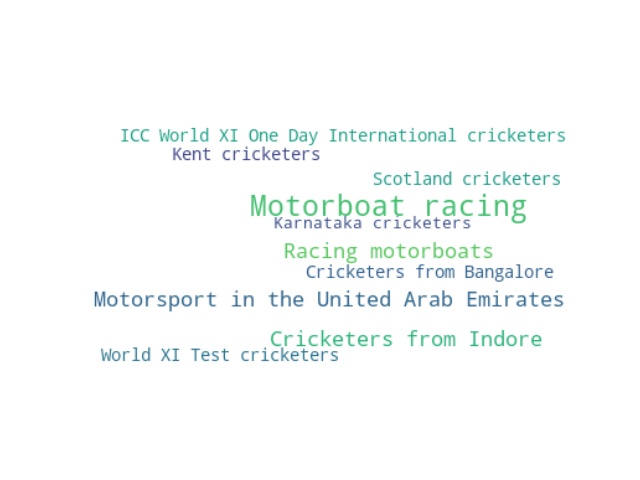 ICC World XI One Day International cricketers
Kent cricketers
Scotland cricketers
Motorboat racing
Karnataka cricketers
Racing motorboats
Cricketers from Bangalore
Motorsport in the United Arab Emirates
Cricketers from Indore
World XI Test cricketers